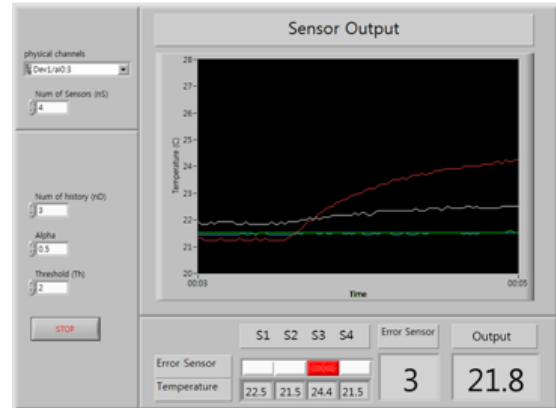 Sensor Output
physical channels
Dev1/ai0:3
Num of Sensors (nS)
4
Num of history (nD)
3
Alpha
0.5
Threshold (Th)
2
STOP
Temperature (C)
28
27
26
25
24
23
22
21
20
00:03
00:05
Time
S1 S2 S3 S4
Error Sensor
Temperature
22.5 21.5 24.4 21.5
Error Sensor
3
Output
21.8